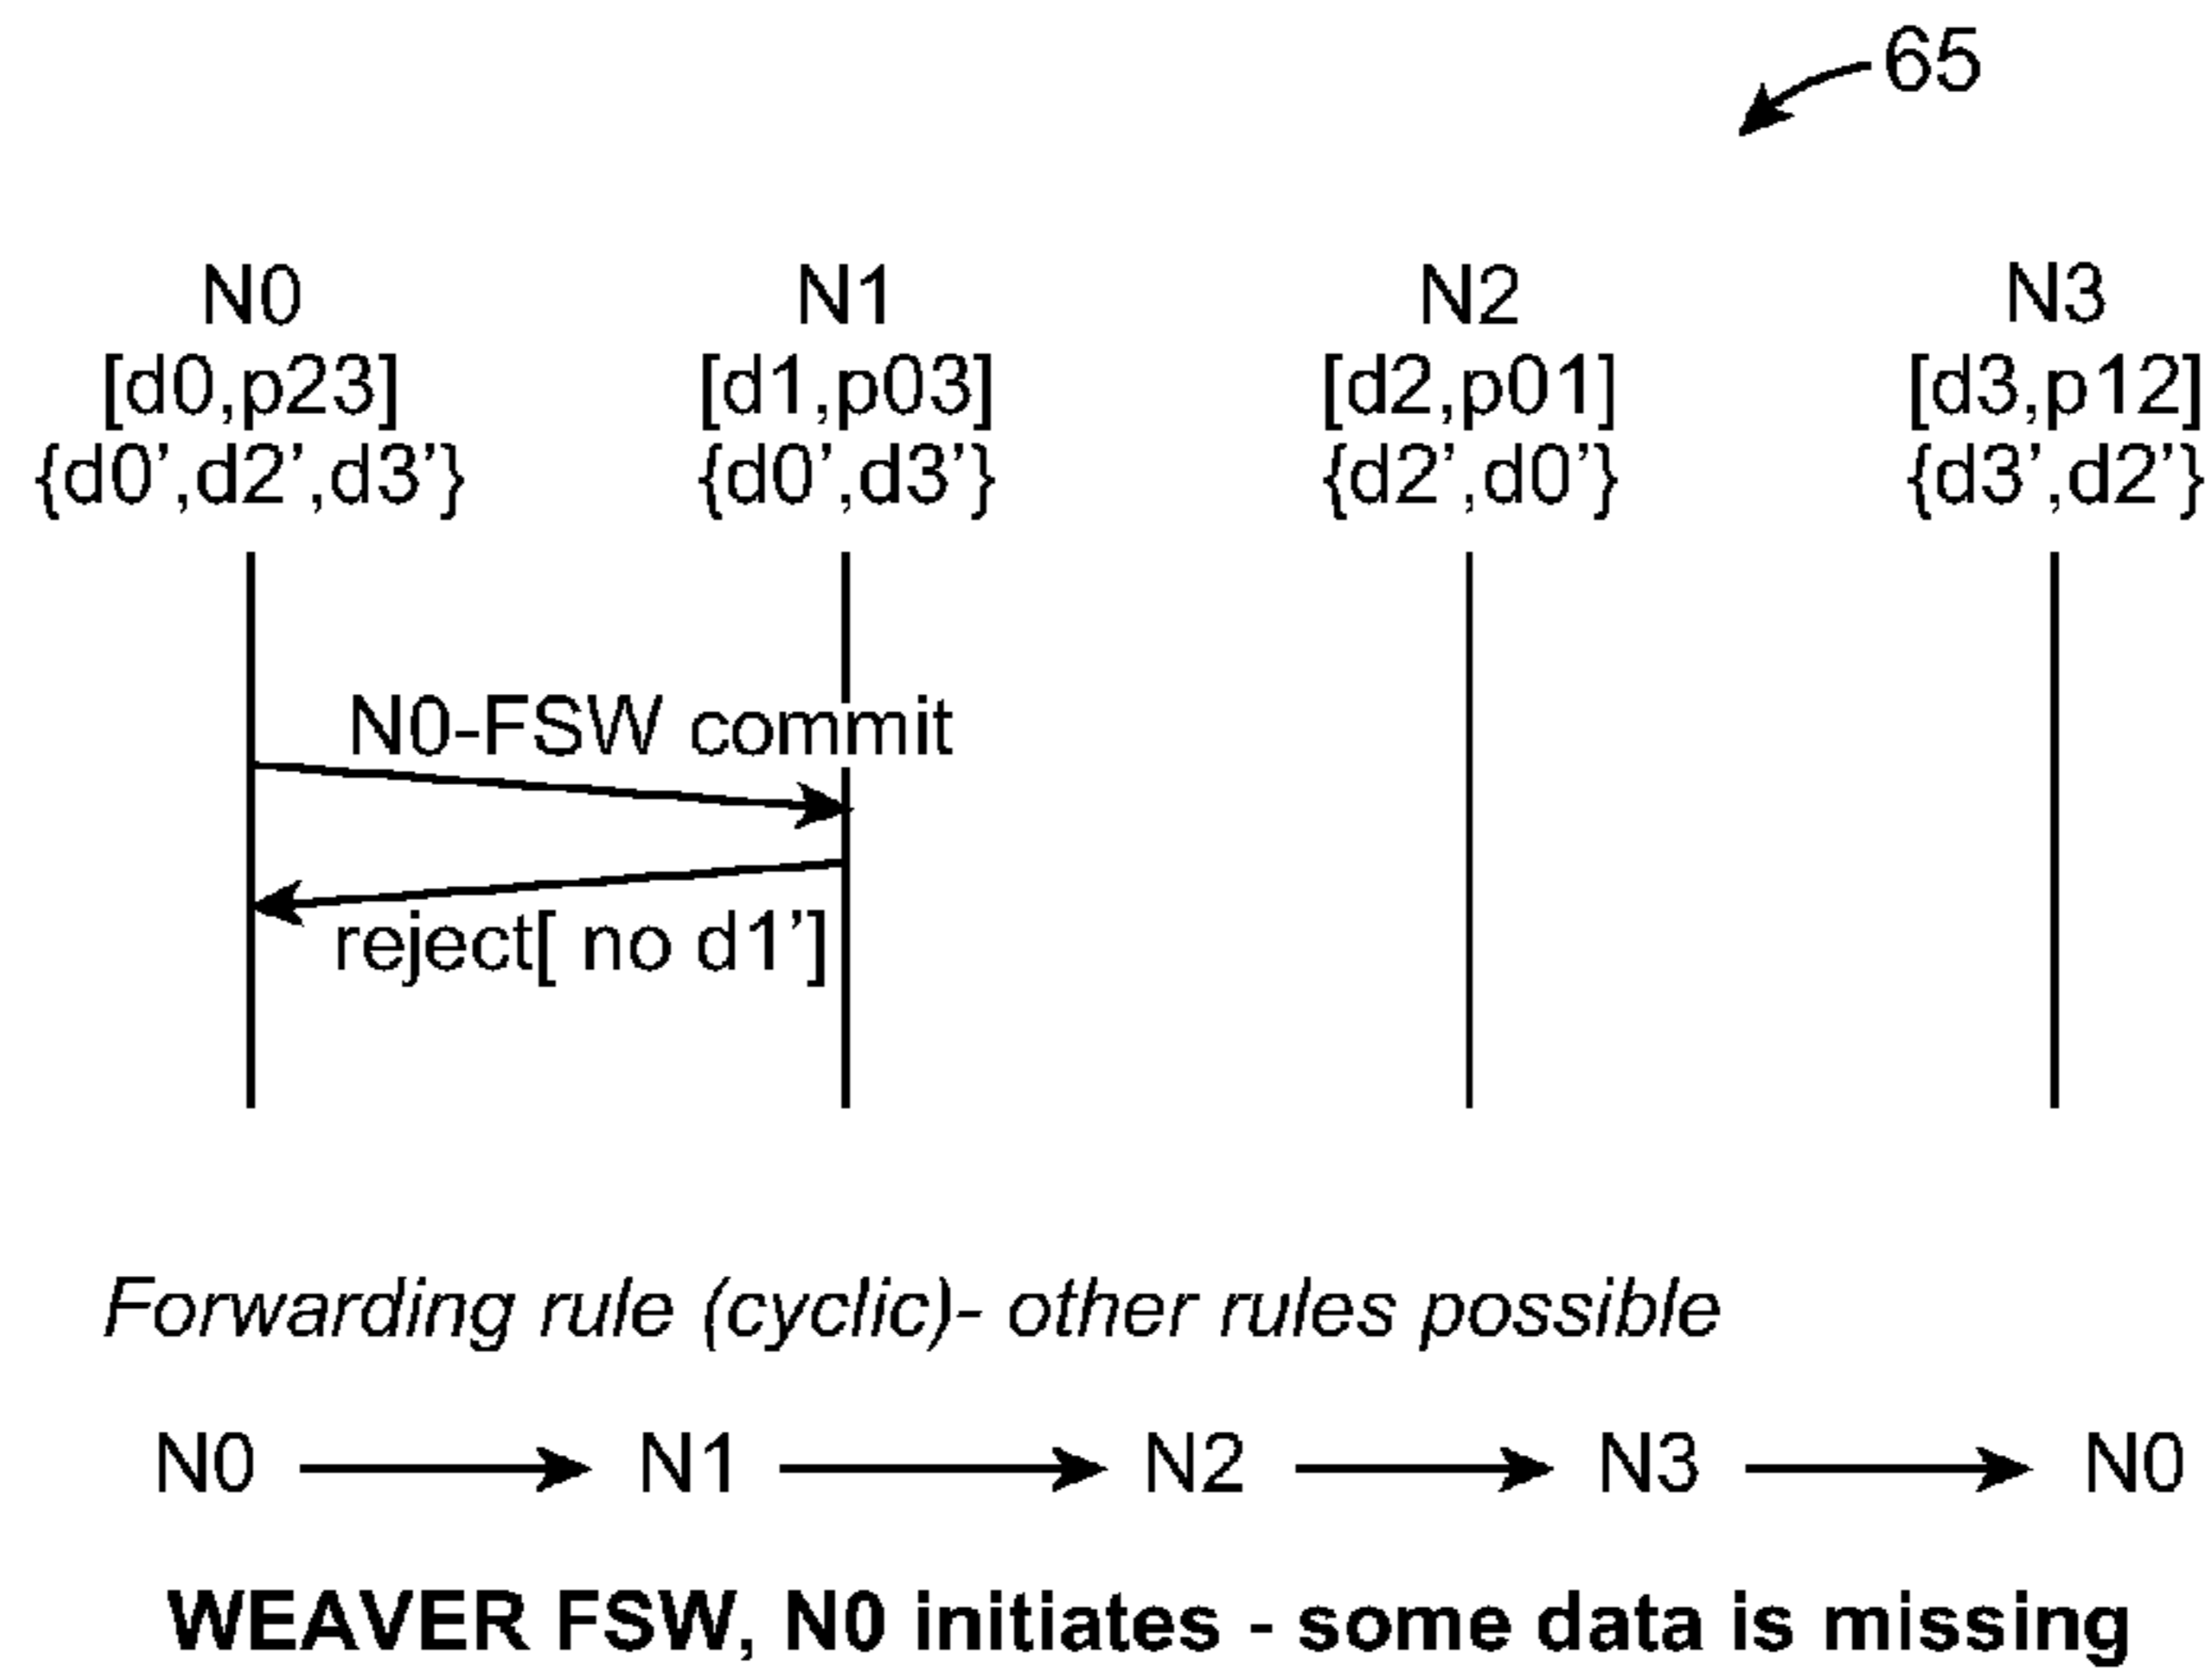 65
N0 N1 N2 N3
[d0,p23] [d1,p03] [d2,p01] [d3,p12]
{d0’,d2’,d3’} {d0’,d3’} {d2’,d0’} {d3’,d2’}
N0-FSW commit
reject[ no d1’]
Forwarding rule (cyclic)- other rules possible
N0 N1 N2 N3 N0
WEAVER FSW, N0 initiates - some data is missing